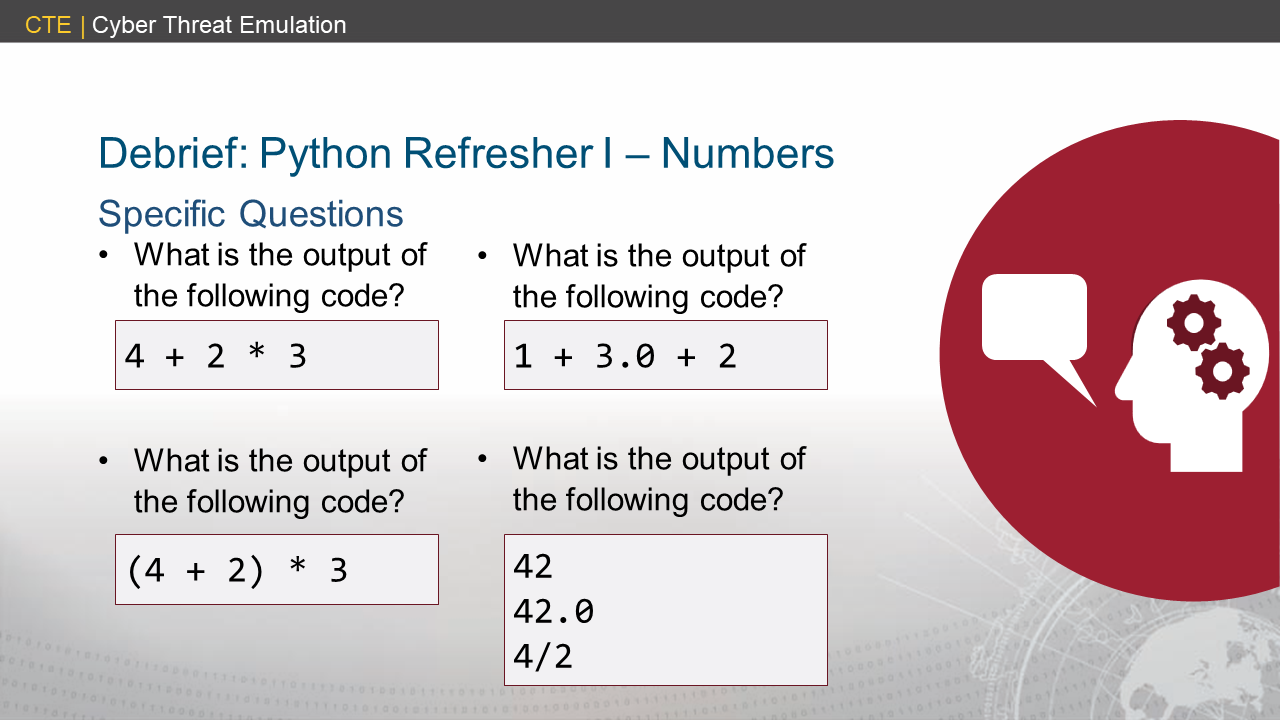 CTE | Cyber Threat Emulation
Debrief: Python Refresher I – Numbers
Specific Questions
• What is the output of
the following code?
4 + 2 * 3
• What is the output of
the following code?
(4 + 2) * 3
• What is the output of
the following code?
1 + 3.0 + 2
• What is the output of
the following code?
42
42.0
4/2